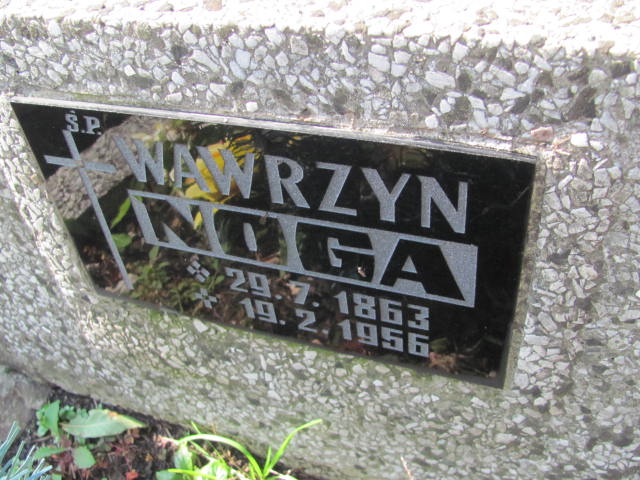 Ś.P.
WAWRZYN
NOGA
29.7.1863
19.2.1956